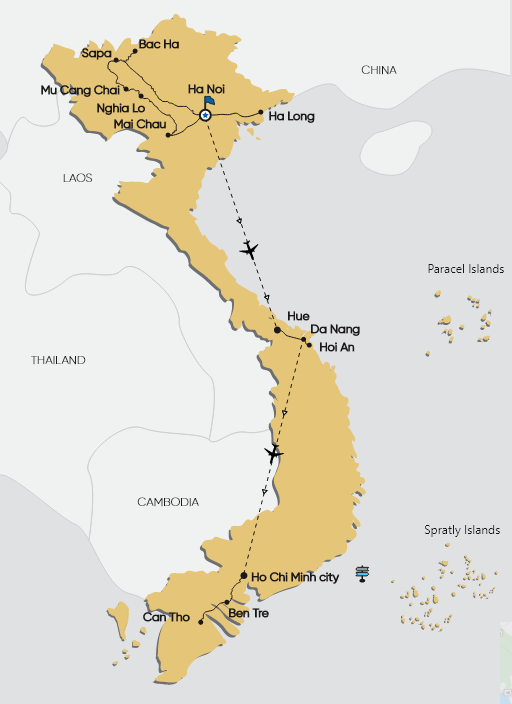 Bac Ha
Sapa
CHINA
Mu Cang Chai
Ha Noi
Nghia Lo
Ha Long
Mai Chau
LAOS
Paracel Islands
Hue
Da Nang
Hoi An
THAILAND
CAMBODIA
Spratly Islands
Ho Chi Minh city
Ben Tre
Can Tho